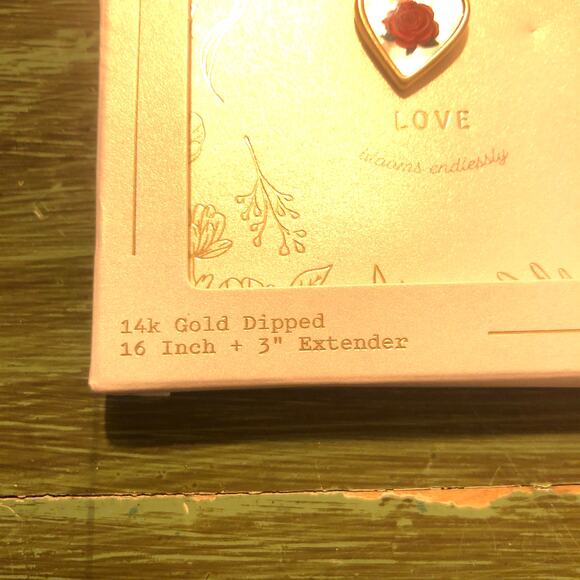 LOVE
blooms endlessly
14k Gold Dipped
16 Inch + 3" Extender